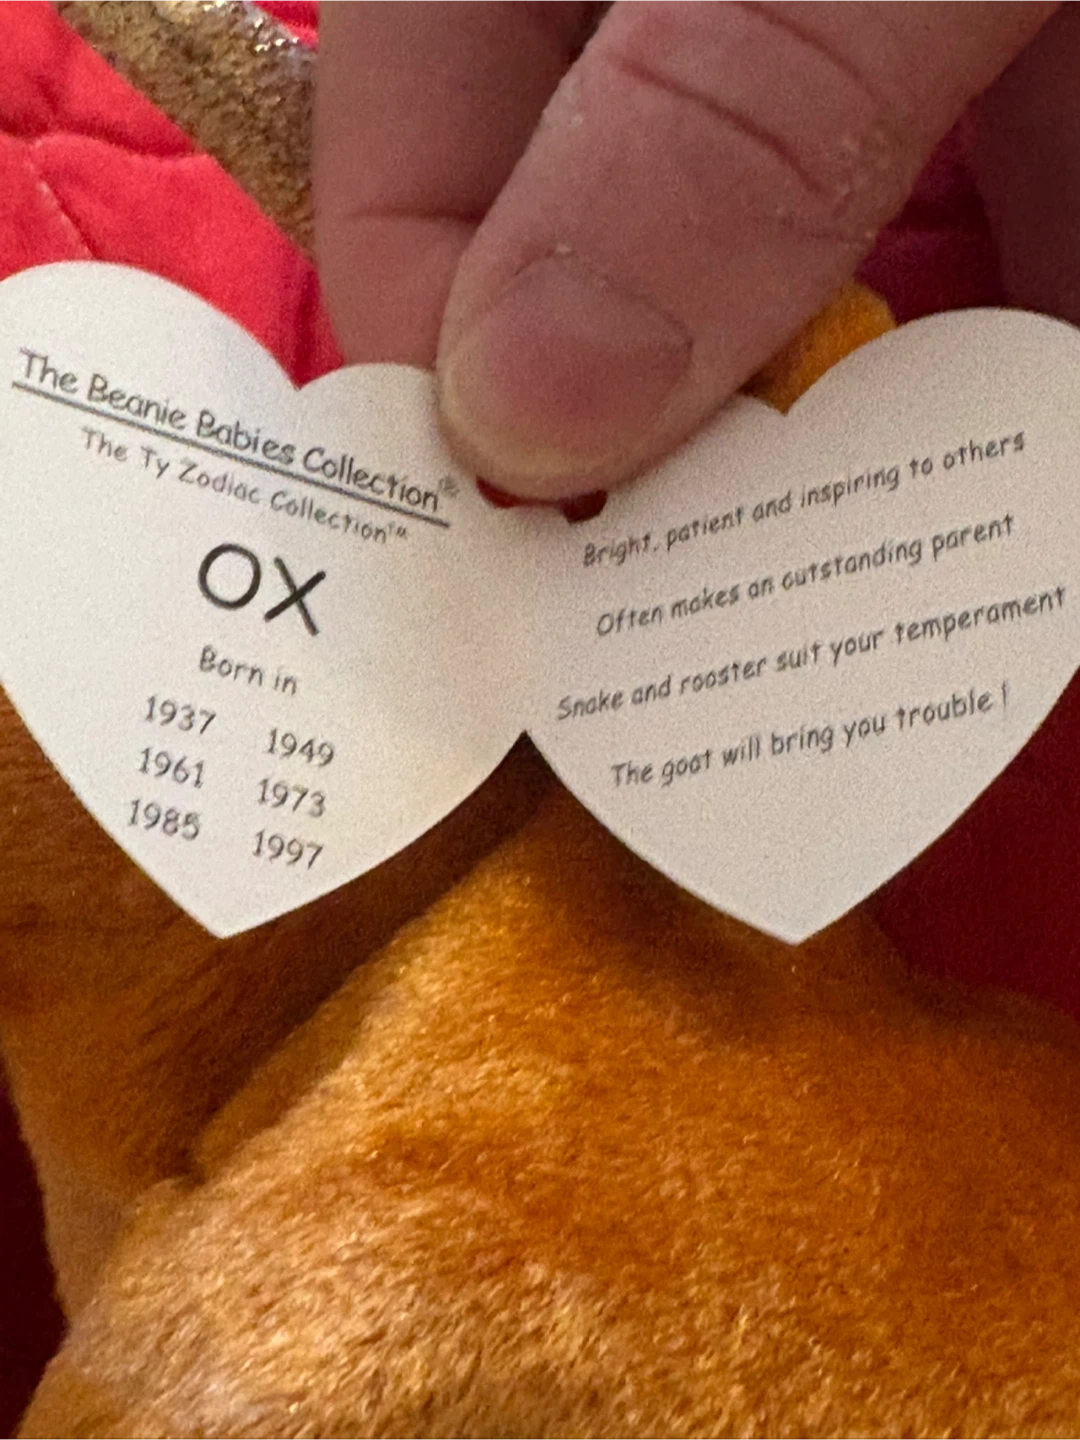 The Beanie Babies Collection®
The Ty Zodiac Collection™
OX
Born in
1937 1949
1961 1973
1985 1997
Bright, patient and inspiring to others
Often makes an outstanding parent
Snake and rooster suit your temperament
The goat will bring you trouble !